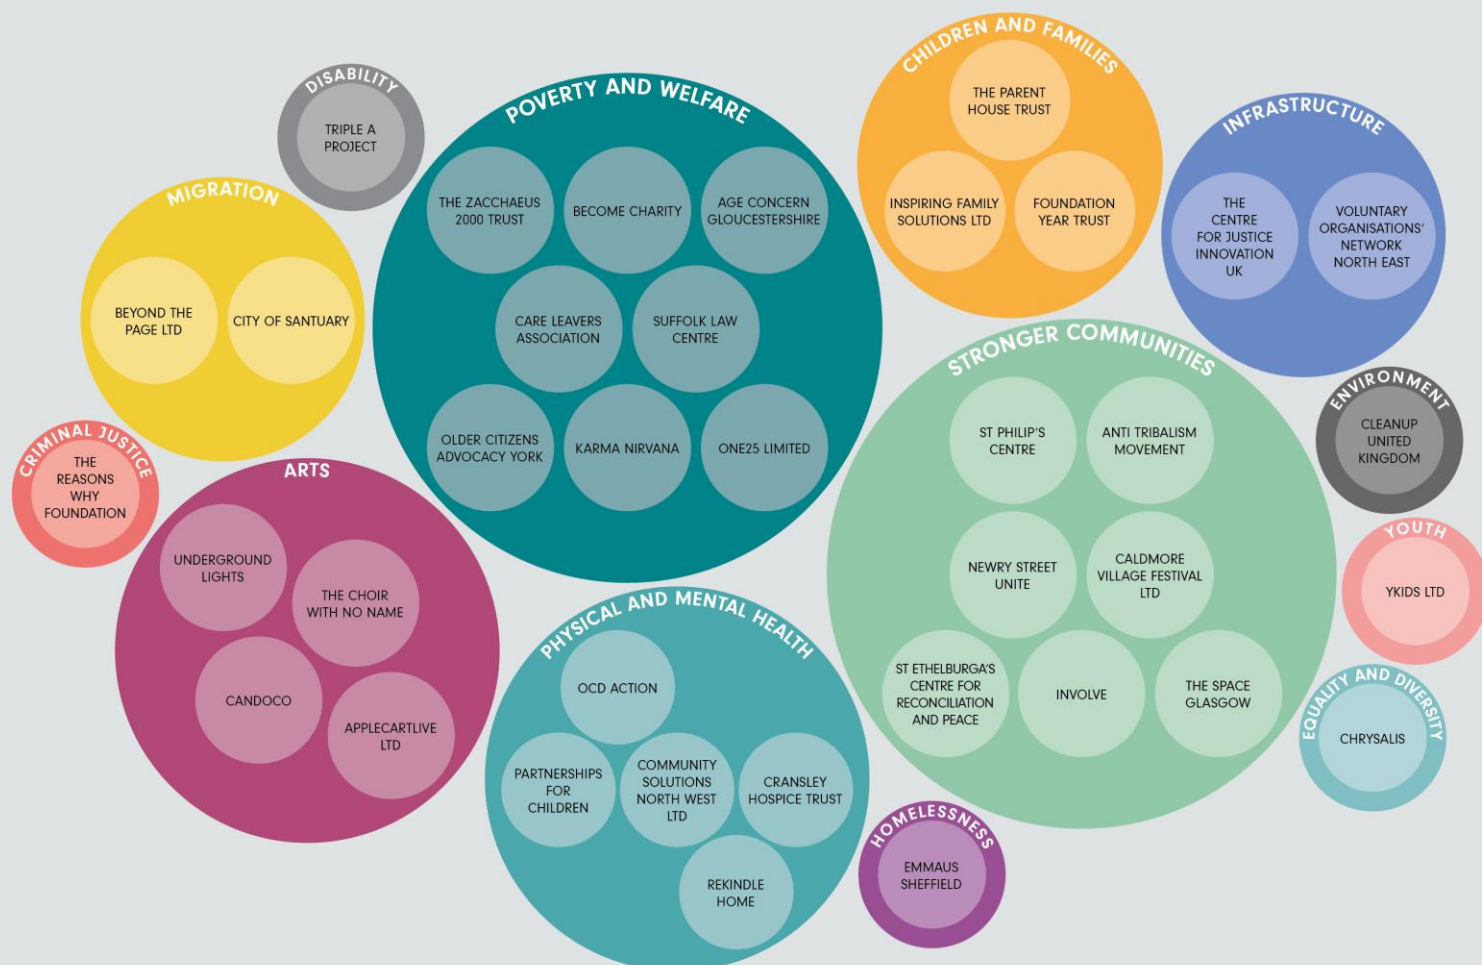 DISABILITY
TRIPLE A
PROJECT
POVERTY AND WELFARE
THE ZACCHAEUS
2000 TRUST
BECOME CHARITY
AGE CONCERN
GLOUCESTERSHIRE
CARE LEAVERS
ASSOCIATION
SUFFOLK LAW
CENTRE
OLDER CITIZENS
ADVOCACY YORK
KARMA NIRVANA
ONE25 LIMITED
CHILDREN AND FAMILIES
THE PARENT
HOUSE TRUST
INSPIRING FAMILY
SOLUTIONS LTD
FOUNDATION
YEAR TRUST
INFRASTRUCTURE
THE
CENTRE
FOR JUSTICE
INNOVATION
UK
VOLUNTARY
ORGANISATIONS'
NETWORK
NORTH EAST
MIGRATION
BEYOND THE
PAGE LTD
CITY OF SANTUARY
CRIMINAL JUSTICE
THE
REASONS
WHY
FOUNDATION
ARTS
UNDERGROUND
LIGHTS
THE CHOIR
WITH NO NAME
CANDOCO
APPLECARTLIVE
LTD
STRONGER COMMUNITIES
ST PHILIP'S
CENTRE
ANTI TRIBALISM
MOVEMENT
NEWRY STREET
UNITE
CALDMORE
VILLAGE FESTIVAL
LTD
ST ETHELBURGA'S
CENTRE FOR
RECONCILIATION
AND PEACE
INVOLVE
THE SPACE
GLASGOW
ENVIRONMENT
CLEANUP
UNITED
KINGDOM
YOUTH
YKIDS LTD
EQUALITY AND DIVERSITY
CHRYSALIS
PHYSICAL AND MENTAL HEALTH
OCD ACTION
PARTNERSHIPS
FOR
CHILDREN
COMMUNITY
SOLUTIONS
NORTH WEST
LTD
CRANSLEY
HOSPICE TRUST
REKINDLE
HOME
HOMELESSNESS
EMMAUS
SHEFFIELD